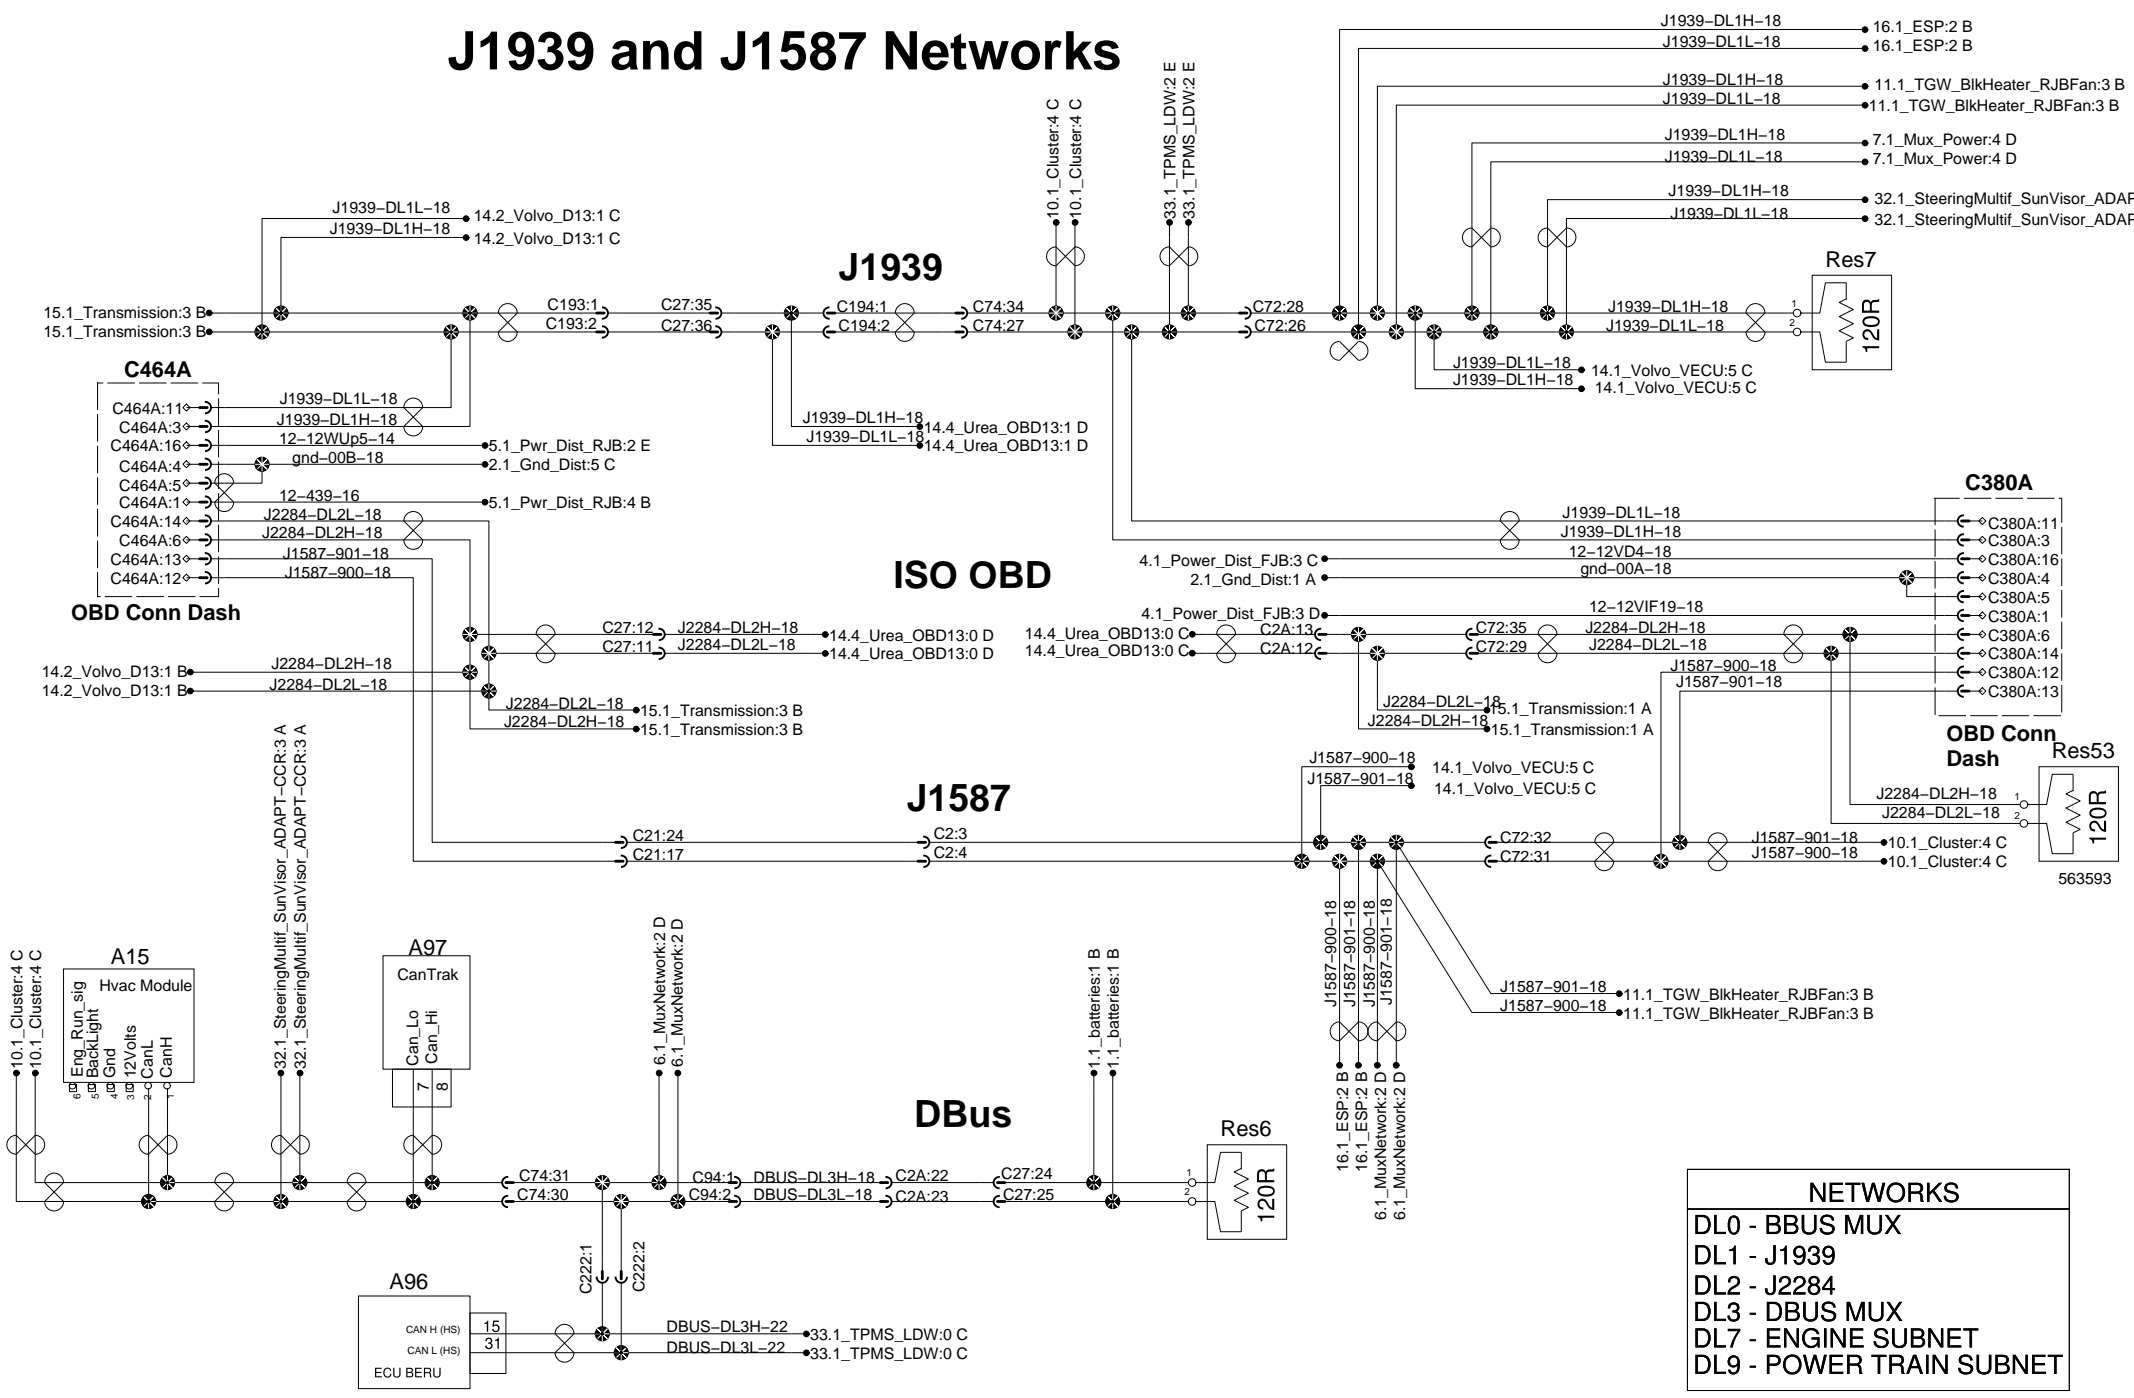 J1939 and J1587 Networks
J1939−DL1H−18
16.1_ESP:2 B
J1939−DL1L−18
16.1_ESP:2 B
J1939−DL1H−18
11.1_TGW_BlkHeater_RJBFan:3 B
J1939−DL1L−18
11.1_TGW_BlkHeater_RJBFan:3 B
J1939−DL1H−18
7.1_Mux_Power:4 D
J1939−DL1L−18
7.1_Mux_Power:4 D
J1939−DL1H−18
32.1_SteeringMultif_SunVisor_ADAP
J1939−DL1L−18
32.1_SteeringMultif_SunVisor_ADAP
10.1_Cluster:4 C
10.1_Cluster:4 C
33.1_TPMS_LDW:2 E
33.1_TPMS_LDW:2 E
J1939−DL1L−18
14.2_Volvo_D13:1 C
J1939−DL1H−18
14.2_Volvo_D13:1 C
J1939
Res7
15.1_Transmission:3 B
15.1_Transmission:3 B
C193:1
C193:2
C27:35
C27:36
C194:1
C194:2
C74:34
C74:27
C72:28
C72:26
J1939−DL1H−18
J1939−DL1L−18
1
2
120R
J1939−DL1L−18
14.1_Volvo_VECU:5 C
J1939−DL1H−18
14.1_Volvo_VECU:5 C
C464A
C464A:11
J1939−DL1L−18
C464A:3
J1939−DL1H−18
C464A:16
12−12WUp5−14
5.1_Pwr_Dist_RJB:2 E
C464A:4
gnd−00B−18
2.1_Gnd_Dist:5 C
C464A:5
C464A:1
12−439−16
5.1_Pwr_Dist_RJB:4 B
C464A:14
J2284−DL2L−18
C464A:6
J2284−DL2H−18
C464A:13
J1587−901−18
C464A:12
J1587−900−18
OBD Conn Dash
J1939−DL1H−18
14.4_Urea_OBD13:1 D
J1939−DL1L−18
14.4_Urea_OBD13:1 D
C380A
J1939−DL1L−18
C380A:11
J1939−DL1H−18
C380A:3
4.1_Power_Dist_FJB:3 C
12−12VD4−18
C380A:16
2.1_Gnd_Dist:1 A
gnd−00A−18
C380A:4
C380A:5
4.1_Power_Dist_FJB:3 D
12−12VIF19−18
C380A:1
14.4_Urea_OBD13:0 C
C2A:13
C72:35
J2284−DL2H−18
C380A:6
14.4_Urea_OBD13:0 C
C2A:12
C72:29
J2284−DL2L−18
C380A:14
J1587−900−18
C380A:12
J1587−901−18
C380A:13
OBD Conn
Dash
ISO OBD
C27:12
J2284−DL2H−18
14.4_Urea_OBD13:0 D
C27:11
J2284−DL2L−18
14.4_Urea_OBD13:0 D
14.2_Volvo_D13:1 B
J2284−DL2H−18
14.2_Volvo_D13:1 B
J2284−DL2L−18
J2284−DL2L−18
15.1_Transmission:3 B
J2284−DL2H−18
15.1_Transmission:3 B
J2284−DL2L−18
15.1_Transmission:1 A
J2284−DL2H−18
15.1_Transmission:1 A
Res53
J2284−DL2H−18
J2284−DL2L−18
1
2
120R
563593
J1587
J1587−900−18
14.1_Volvo_VECU:5 C
J1587−901−18
14.1_Volvo_VECU:5 C
C21:24
C21:17
C2:3
C2:4
C72:32
C72:31
J1587−901−18
10.1_Cluster:4 C
J1587−900−18
10.1_Cluster:4 C
J1587−900−18
J1587−901−18
J1587−900−18
J1587−901−18
16.1_ESP:2 B
16.1_ESP:2 B
6.1_MuxNetwork:2 D
6.1_MuxNetwork:2 D
J1587−901−18
11.1_TGW_BlkHeater_RJBFan:3 B
J1587−900−18
11.1_TGW_BlkHeater_RJBFan:3 B
10.1_Cluster:4 C
10.1_Cluster:4 C
A15
Hvac Module
Eng_Run_sig
BackLight
Gnd
12Volts
CanL
CanH
6
5
4
3
2
1
32.1_SteeringMultif_SunVisor_ADAPT−CCR:3 A
32.1_SteeringMultif_SunVisor_ADAPT−CCR:3 A
A97
CanTrak
Can_Lo
Can_Hi
7
8
6.1_MuxNetwork:2 D
6.1_MuxNetwork:2 D
DBus
1.1_batteries:1 B
1.1_batteries:1 B
Res6
C74:31
C74:30
C94:1
C94:2
DBUS−DL3H−18
DBUS−DL3L−18
C2A:22
C2A:23
C27:24
C27:25
1
2
120R
C222:1
C222:2
A96
CAN H (HS)
15
CAN L (HS)
31
ECU BERU
DBUS−DL3H−22
33.1_TPMS_LDW:0 C
DBUS−DL3L−22
33.1_TPMS_LDW:0 C
NETWORKS
DL0 - BBUS MUX
DL1 - J1939
DL2 - J2284
DL3 - DBUS MUX
DL7 - ENGINE SUBNET
DL9 - POWER TRAIN SUBNET